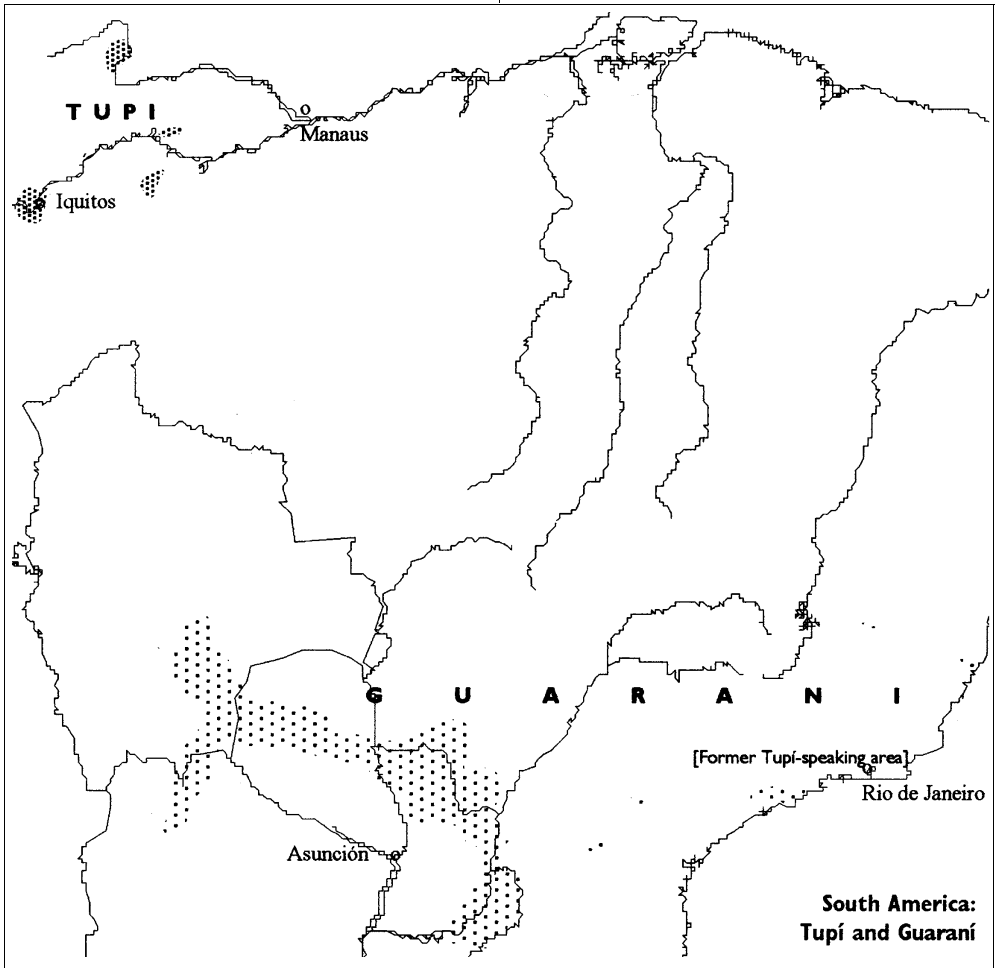 TUPI
Manaus
Iquitos
GUARANI
[Former Tupí-speaking area]
Rio de Janeiro
Asunción
South America:
Tupí and Guaraní